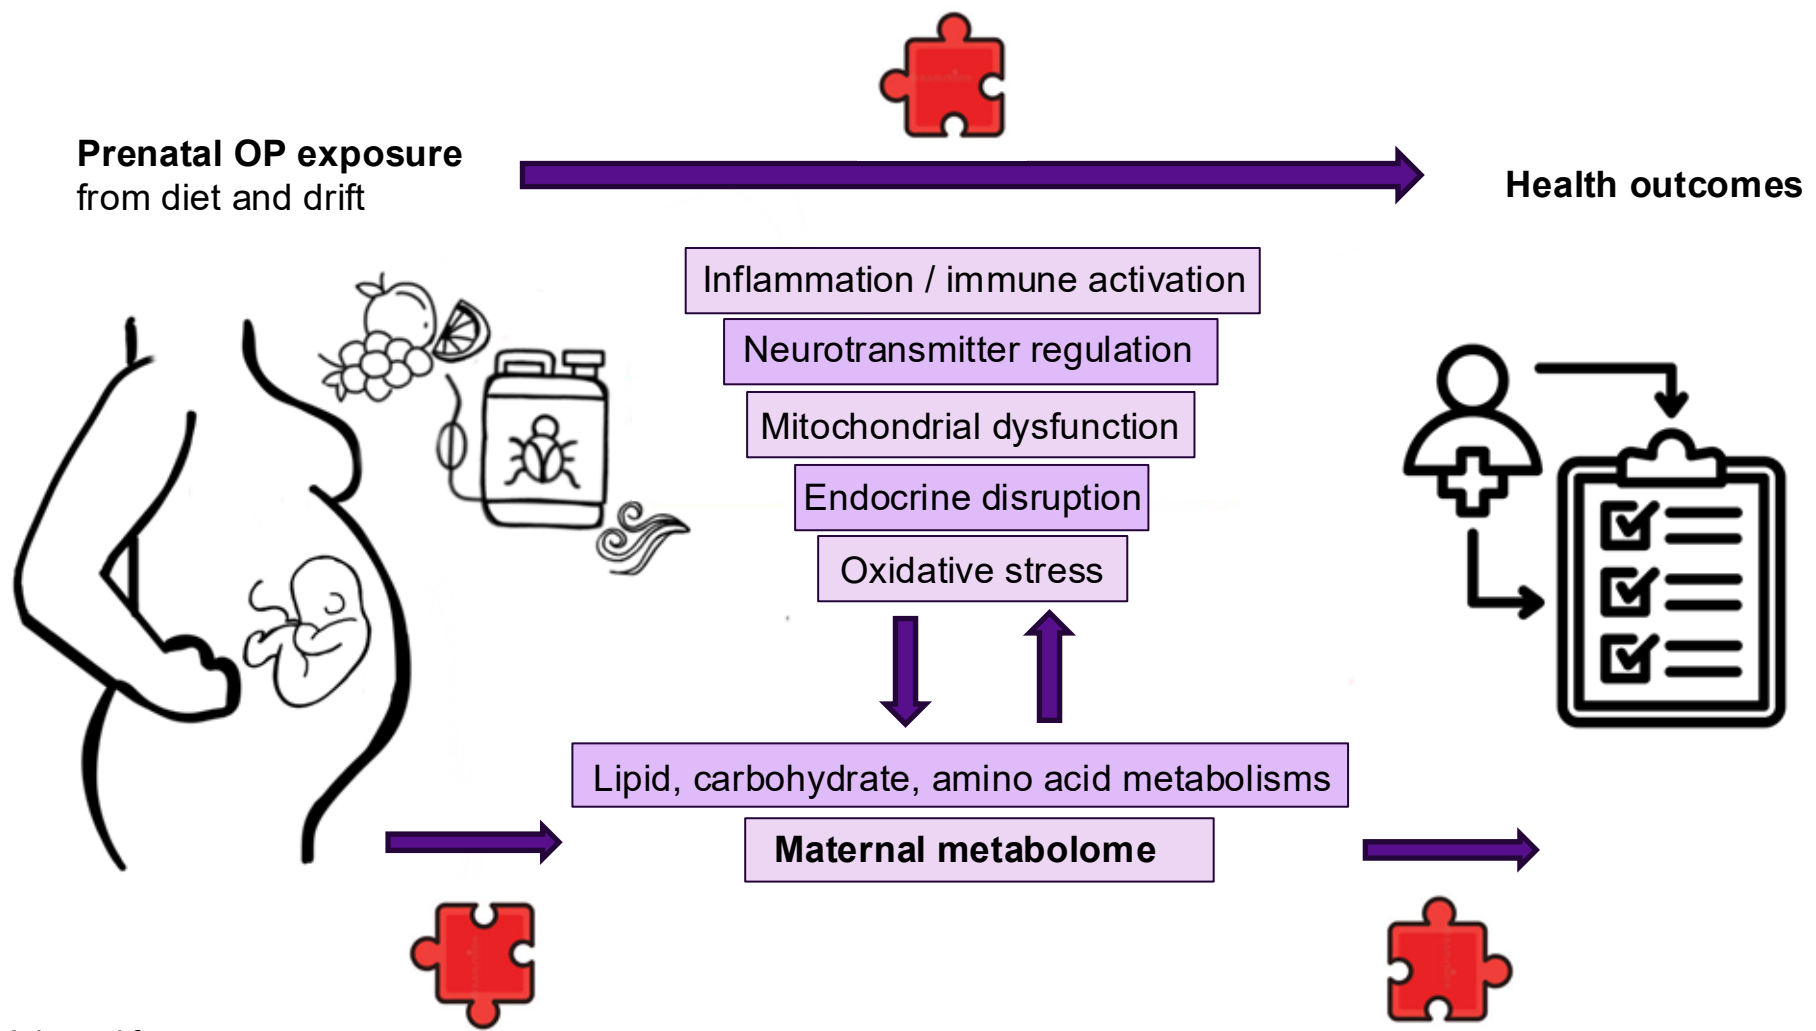 Prenatal OP exposure
from diet and drift
Health outcomes
Inflammation / immune activation
Neurotransmitter regulation
Mitochondrial dysfunction
Endocrine disruption
Oxidative stress
Lipid, carbohydrate, amino acid metabolisms
Maternal metabolome